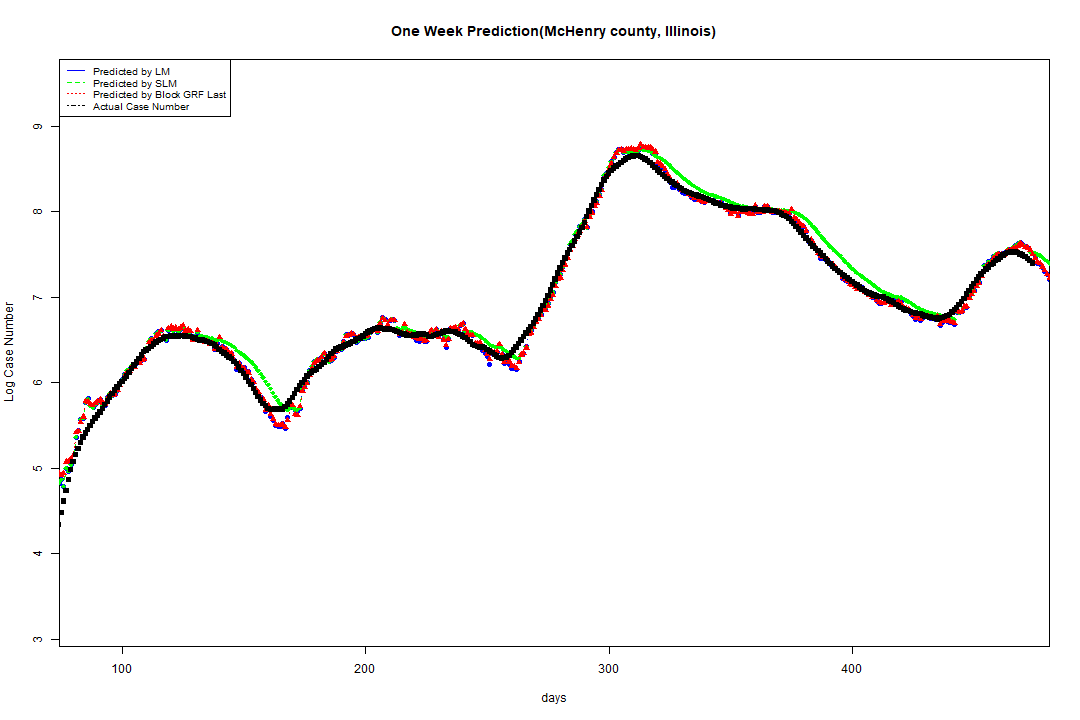 One Week Prediction(McHenry county, Illinois)
Predicted by LM
Predicted by SLM
Predicted by Block GRF Last
Actual Case Number
9
8
7
6
5
4
3
Log Case Number
100 200 300 400
days